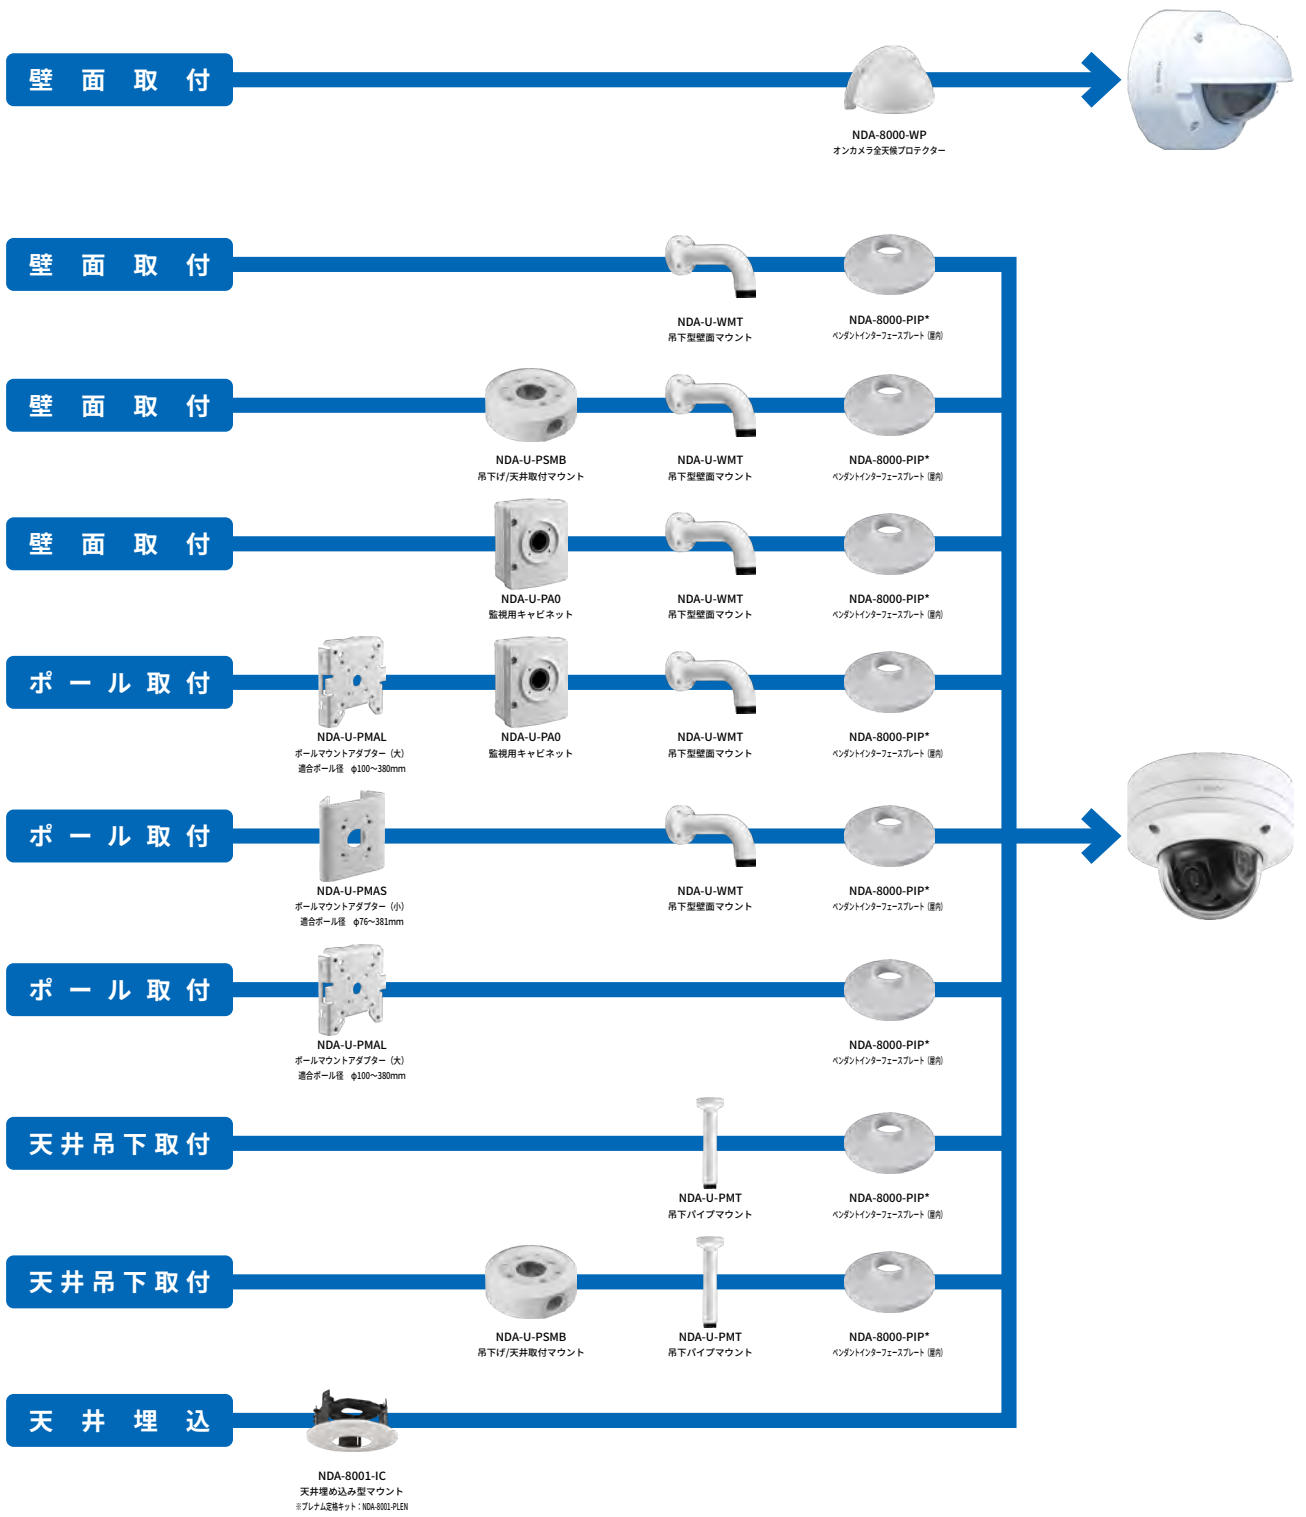 壁面取付
NDA-8000-WP
オンカメラ全天候プロテクター
壁面取付
NDA-U-WMT
吊下型壁面マウント
NDA-8000-PIP*
ペンダントインターフェースプレート（屋内）
壁面取付
NDA-U-PSMB
吊下げ/天井取付マウント
NDA-U-WMT
吊下型壁面マウント
NDA-8000-PIP*
ペンダントインターフェースプレート（屋内）
壁面取付
NDA-U-PA0
監視用キャビネット
NDA-U-WMT
吊下型壁面マウント
NDA-8000-PIP*
ペンダントインターフェースプレート（屋内）
ポール取付
NDA-U-PMAL
ポールマウントアダプター（大）
適合ポール径　φ100〜380mm
NDA-U-PA0
監視用キャビネット
NDA-U-WMT
吊下型壁面マウント
NDA-8000-PIP*
ペンダントインターフェースプレート（屋内）
ポール取付
NDA-U-PMAS
ポールマウントアダプター（小）
適合ポール径　φ76〜381mm
NDA-U-WMT
吊下型壁面マウント
NDA-8000-PIP*
ペンダントインターフェースプレート（屋内）
ポール取付
NDA-U-PMAL
ポールマウントアダプター（大）
適合ポール径　φ100〜380mm
NDA-8000-PIP*
ペンダントインターフェースプレート（屋内）
天井吊下取付
NDA-U-PMT
吊下パイプマウント
NDA-8000-PIP*
ペンダントインターフェースプレート（屋内）
天井吊下取付
NDA-U-PSMB
吊下げ/天井取付マウント
NDA-U-PMT
吊下パイプマウント
NDA-8000-PIP*
ペンダントインターフェースプレート（屋内）
天井埋込
NDA-8001-IC
天井埋め込み型マウント
※プレナム定格キット：NDA-8001-PLEN